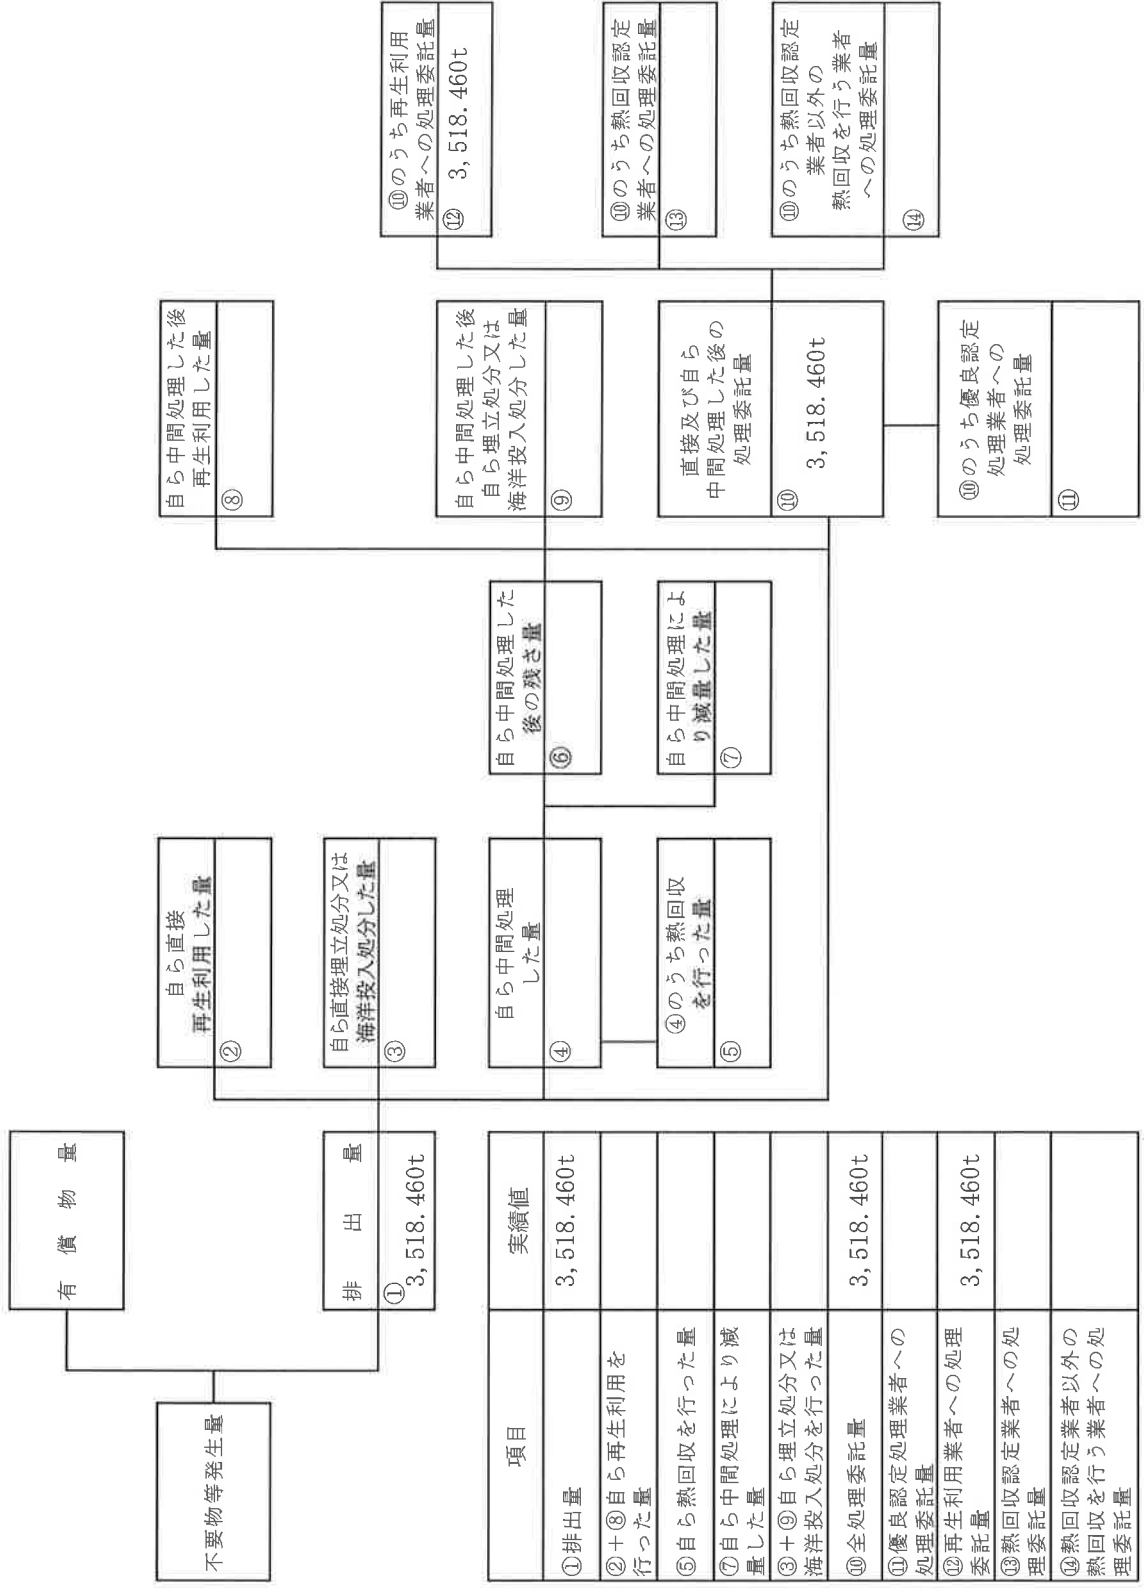 不要物等発生量
有償物量
排出量
①
3,518.460t
自ら直接
再生利用した量
②
自ら直接埋立処分又は
海洋投入処分した量
③
自ら中間処理
した量
④
④のうち熱回収
を行った量
⑤
自ら中間処理した
後の残さ量
⑥
自ら中間処理によ
り減量した量
⑦
自ら中間処理した後
再生利用した量
⑧
自ら中間処理した後
自ら埋立処分又は
海洋投入処分した量
⑨
直接及び自ら
中間処理した後の
処理委託量
⑩
3,518.460t
⑩のうち優良認定
処理業者への
処理委託量
⑪
⑩のうち再生利用
業者への処理委託量
⑫
3,518.460t
⑩のうち熱回収認定
業者への処理委託量
⑬
⑩のうち熱回収認定
業者以外の
熱回収を行う業者
への処理委託量
⑭
項目 実績値
①排出量 3,518.460t
②＋⑧自ら再生利用を
行った量
⑤自ら熱回収を行った量
⑦自ら中間処理により減
量した量
③＋⑨自ら埋立処分又は
海洋投入処分を行った量
⑩全処理委託量 3,518.460t
⑪優良認定処理業者への
処理委託量
⑫再生利用業者への処理
委託量 3,518.460t
⑬熱回収認定業者への処
理委託量
⑭熱回収認定業者以外の
熱回収を行う業者への処
理委託量